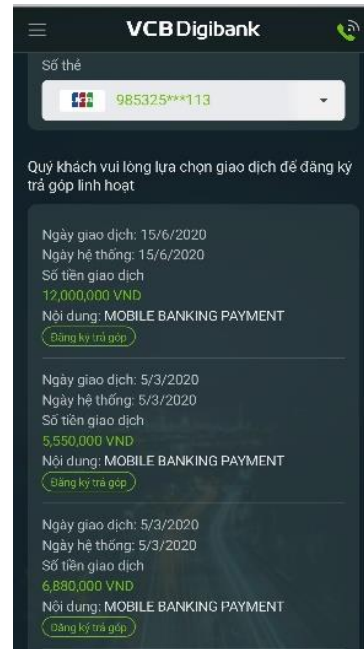 VCB Digibank
Số thẻ
JCB 985325***113
Quý khách vui lòng lựa chọn giao dịch để đăng ký
trả góp linh hoạt
Ngày giao dịch: 15/6/2020
Ngày hệ thống: 15/6/2020
Số tiền giao dịch
12,000,000 VND
Nội dung: MOBILE BANKING PAYMENT
Đăng ký trả góp
Ngày giao dịch: 5/3/2020
Ngày hệ thống: 5/3/2020
Số tiền giao dịch
5,550,000 VND
Nội dung: MOBILE BANKING PAYMENT
Đăng ký trả góp
Ngày giao dịch: 5/3/2020
Ngày hệ thống: 5/3/2020
Số tiền giao dịch
6,880,000 VND
Nội dung: MOBILE BANKING PAYMENT
Đăng ký trả góp